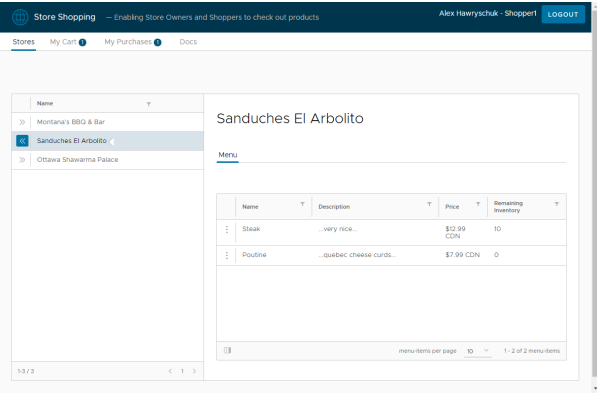 Store Shopping — Enabling Store Owners and Shoppers to check out products Alex Hawryschuk - Shopper1 LOGOUT
Stores My Cart 1 My Purchases 1 Docs
Name
Montana's BBQ & Bar
Sanduches El Arbolito
Ottawa Shawarma Palace
1-3 / 3 1
Sanduches El Arbolito
Menu
Name Description Price Remaining
Inventory
Steak ...very nice... $12.99
CDN 10
Poutine ...quebec cheese curds... $7.99 CDN 0
menu-items per page 10 1 - 2 of 2 menu-items